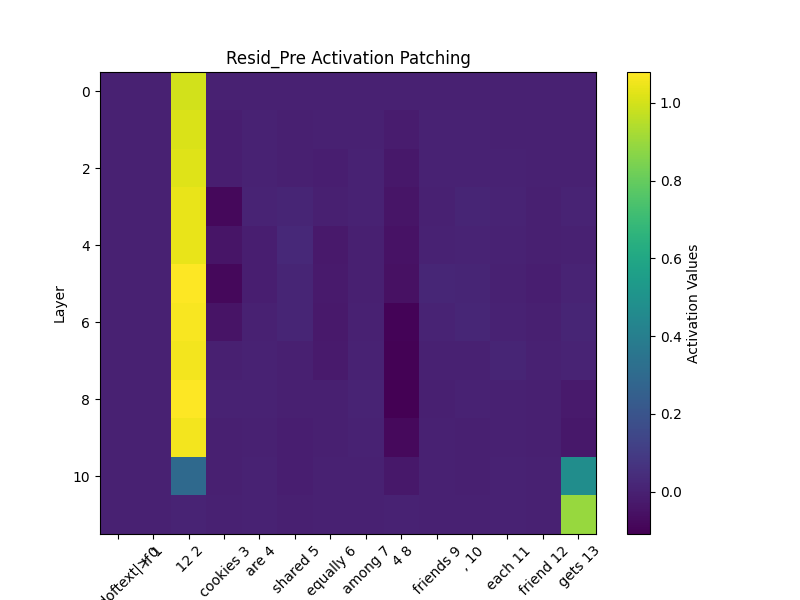 Resid_Pre Activation Patching
Layer
0
2
4
6
8
10
12 2
cookies 3
are 4
shared 5
equally 6
among 7
4 8
friends 9
, 10
each 11
friend 12
gets 13
1.0
0.8
0.6
0.4
0.2
0.0
Activation Values